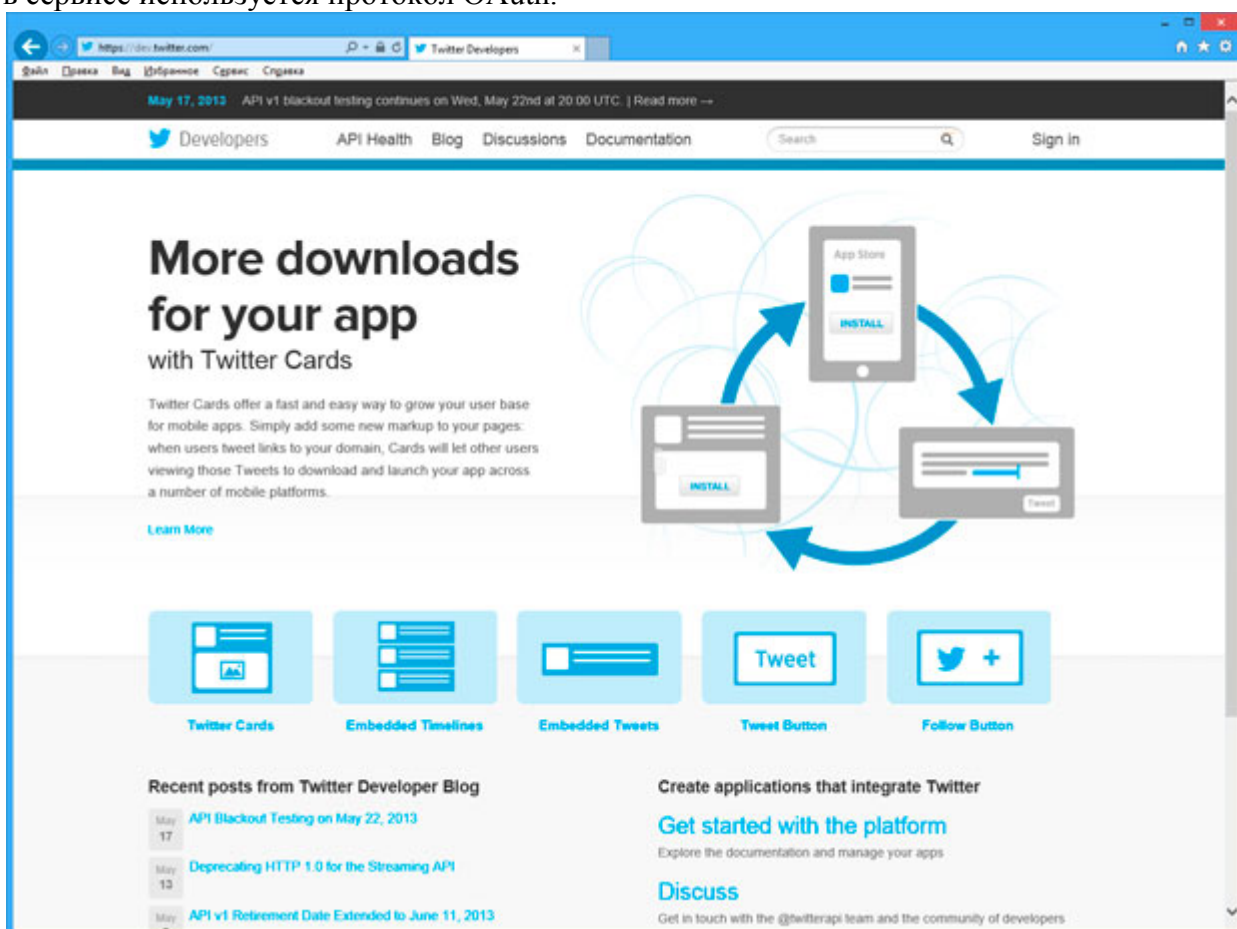 в сервисе используется протокол OAuth.
https://dev.twitter.com/
Twitter Developers
Файл Правка Вид Избранное Сервис Справка
May 17, 2013 API v1 blackout testing continues on Wed, May 22nd at 20:00 UTC. | Read more →
Developers API Health Blog Discussions Documentation Search Sign in
More downloads
for your app
with Twitter Cards
Twitter Cards offer a fast and easy way to grow your user base
for mobile apps. Simply add some new markup to your pages:
when users tweet links to your domain, Cards will let other users
viewing those Tweets to download and launch your app across
a number of mobile platforms.
Learn More
App Store
INSTALL
INSTALL
Tweet
Tweet
Twitter Cards Embedded Timelines Embedded Tweets Tweet Button Follow Button
Recent posts from Twitter Developer Blog
May
17
API Blackout Testing on May 22, 2013
May
13
Deprecating HTTP 1.0 for the Streaming API
May
API v1 Retirement Date Extended to June 11, 2013
Create applications that integrate Twitter
Get started with the platform
Explore the documentation and manage your apps
Discuss
Get in touch with the @twitterapi team and the community of developers